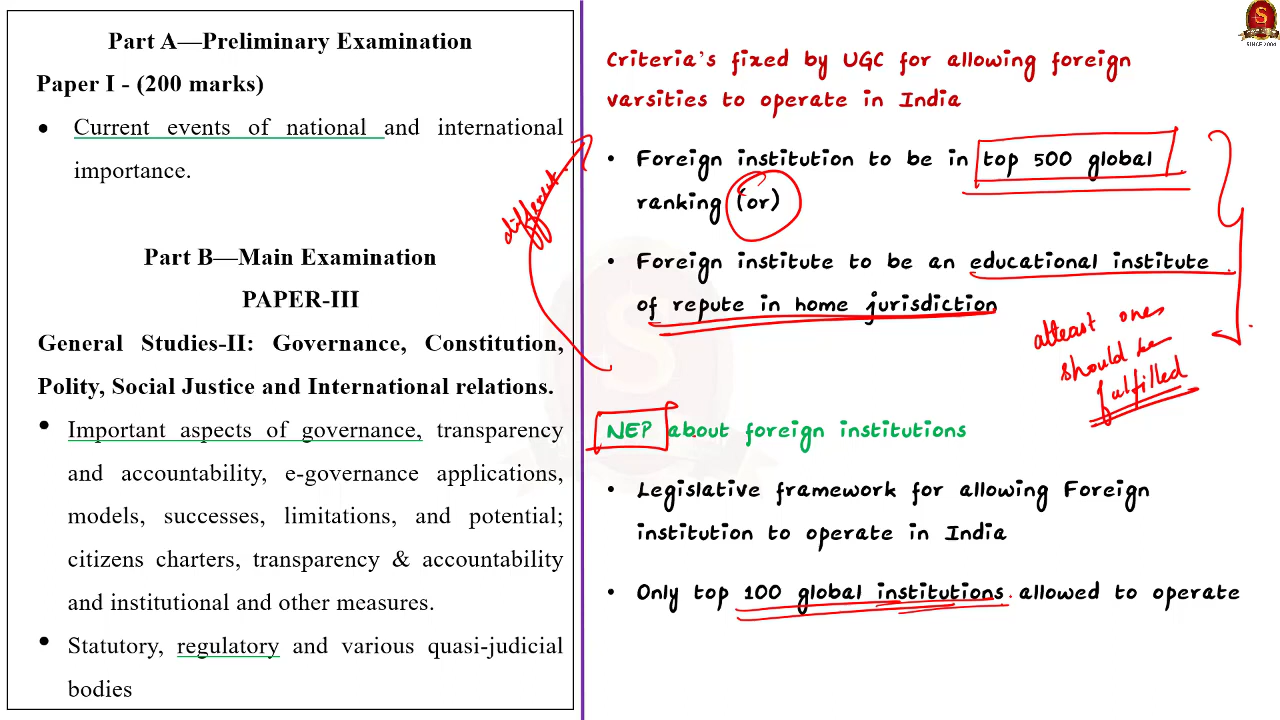 Part A—Preliminary Examination
Paper I - (200 marks)
• Current events of national and international
importance.
Part B—Main Examination
PAPER-III
General Studies-II: Governance, Constitution,
Polity, Social Justice and International relations.
• Important aspects of governance, transparency
and accountability, e-governance applications,
models, successes, limitations, and potential;
citizens charters, transparency & accountability
and institutional and other measures.
• Statutory, regulatory and various quasi-judicial
bodies
different
SINCE 2004
Criteria's fixed by UGC for allowing foreign
varsities to operate in India
• Foreign institution to be in top 500 global
ranking (or)
• Foreign institute to be an educational institute
of repute in home jurisdiction
atleast ones
should be
fulfilled
NEP about foreign institutions
• Legislative framework for allowing Foreign
institution to operate in India
• Only top 100 global institutions allowed to operate